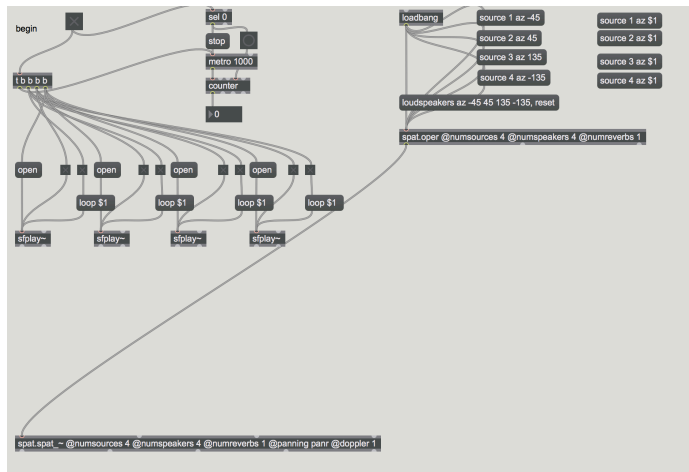 begin
sel 0
stop
metro 1000
counter
0
t b b b b
open
open
open
loop $1
loop $1
loop $1
loop $1
sfplay~
sfplay~
sfplay~
sfplay~
loadbang
source 1 az -45
source 2 az 45
source 3 az 135
source 4 az -135
source 1 az $1
source 2 az $1
source 3 az $1
source 4 az $1
loudspeakers az -45 45 135 -135, reset
spat.oper @numsources 4 @numspeakers 4 @numreverbs 1
spat.spat_~ @numsources 4 @numspeakers 4 @numreverbs 1 @panning panr @doppler 1